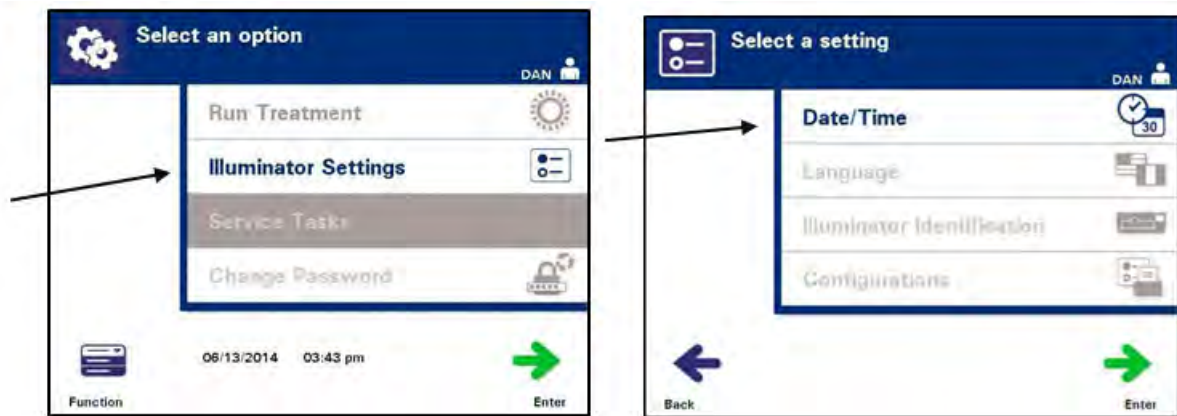 Select an option
DAN
Run Treatment
Illuminator Settings
Service Tasks
Change Password
06/13/2014 03:43 pm
Function
Enter
Select a setting
DAN
Date/Time
30
Language
Illuminator Identification
Configurations
Back
Enter